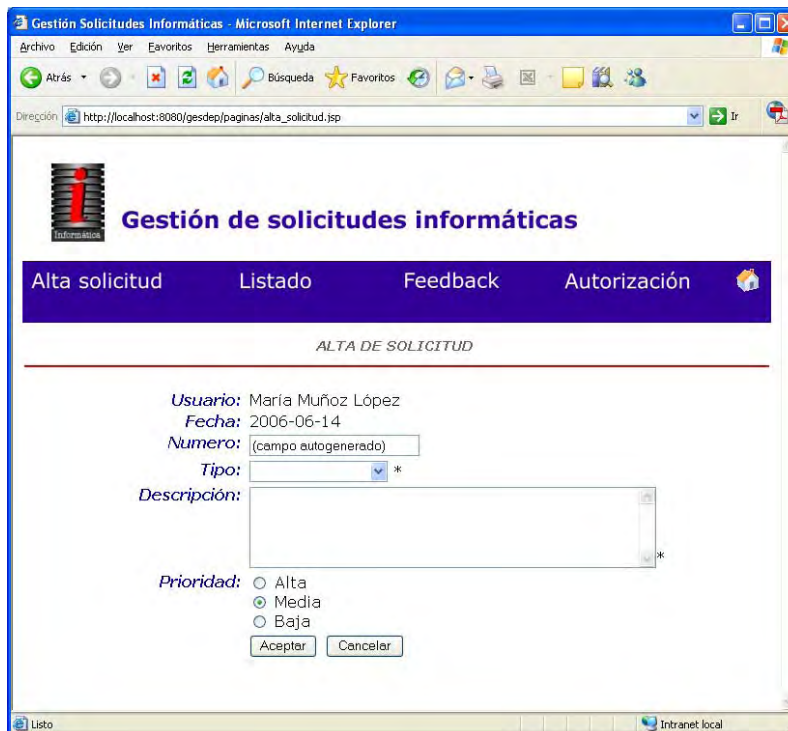 Gestión Solicitudes Informáticas - Microsoft Internet Explorer
Archivo Edición Ver Favoritos Herramientas Ayuda
Atrás Búsqueda Favoritos
Dirección http://localhost:8080/gesdep/paginas/alta_solicitud.jsp Ir
i
Informática
Gestión de solicitudes informáticas
Alta solicitud Listado Feedback Autorización
ALTA DE SOLICITUD
Usuario: María Muñoz López
Fecha: 2006-06-14
Numero: (campo autogenerado)
Tipo: *
Descripción:
*
Prioridad: Alta
Media
Baja
Aceptar Cancelar
Listo Intranet local